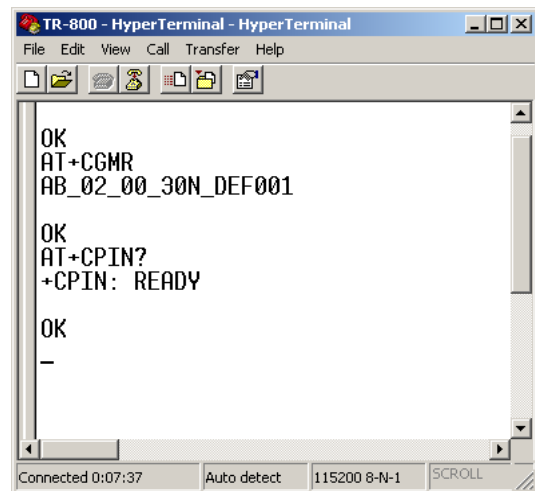 TR-800 - HyperTerminal - HyperTerminal
File Edit View Call Transfer Help
OK
AT+CGMR
AB_02_00_30N_DEF001
OK
AT+CPIN?
+CPIN: READY
OK
_
Connected 0:07:37 Auto detect 115200 8-N-1 SCROLL